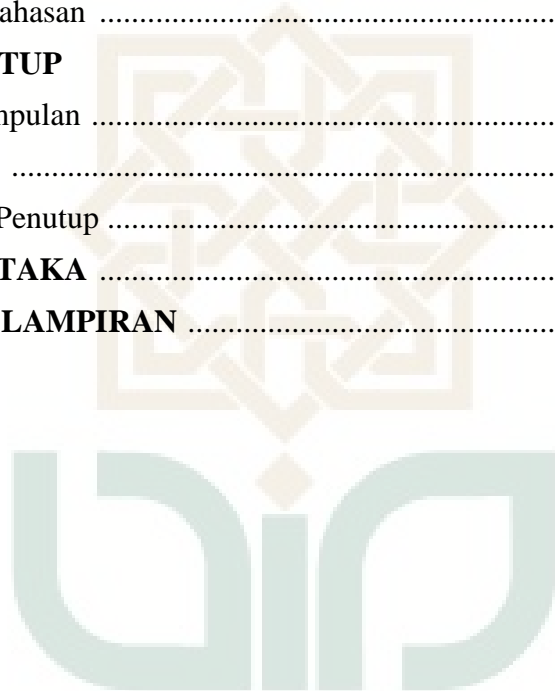 ahasan ..........................................................
TUP
npulan ...........................................................
.....................................................................
Penutup .........................................................
TAKA ..........................................................
LAMPIRAN ...............................................